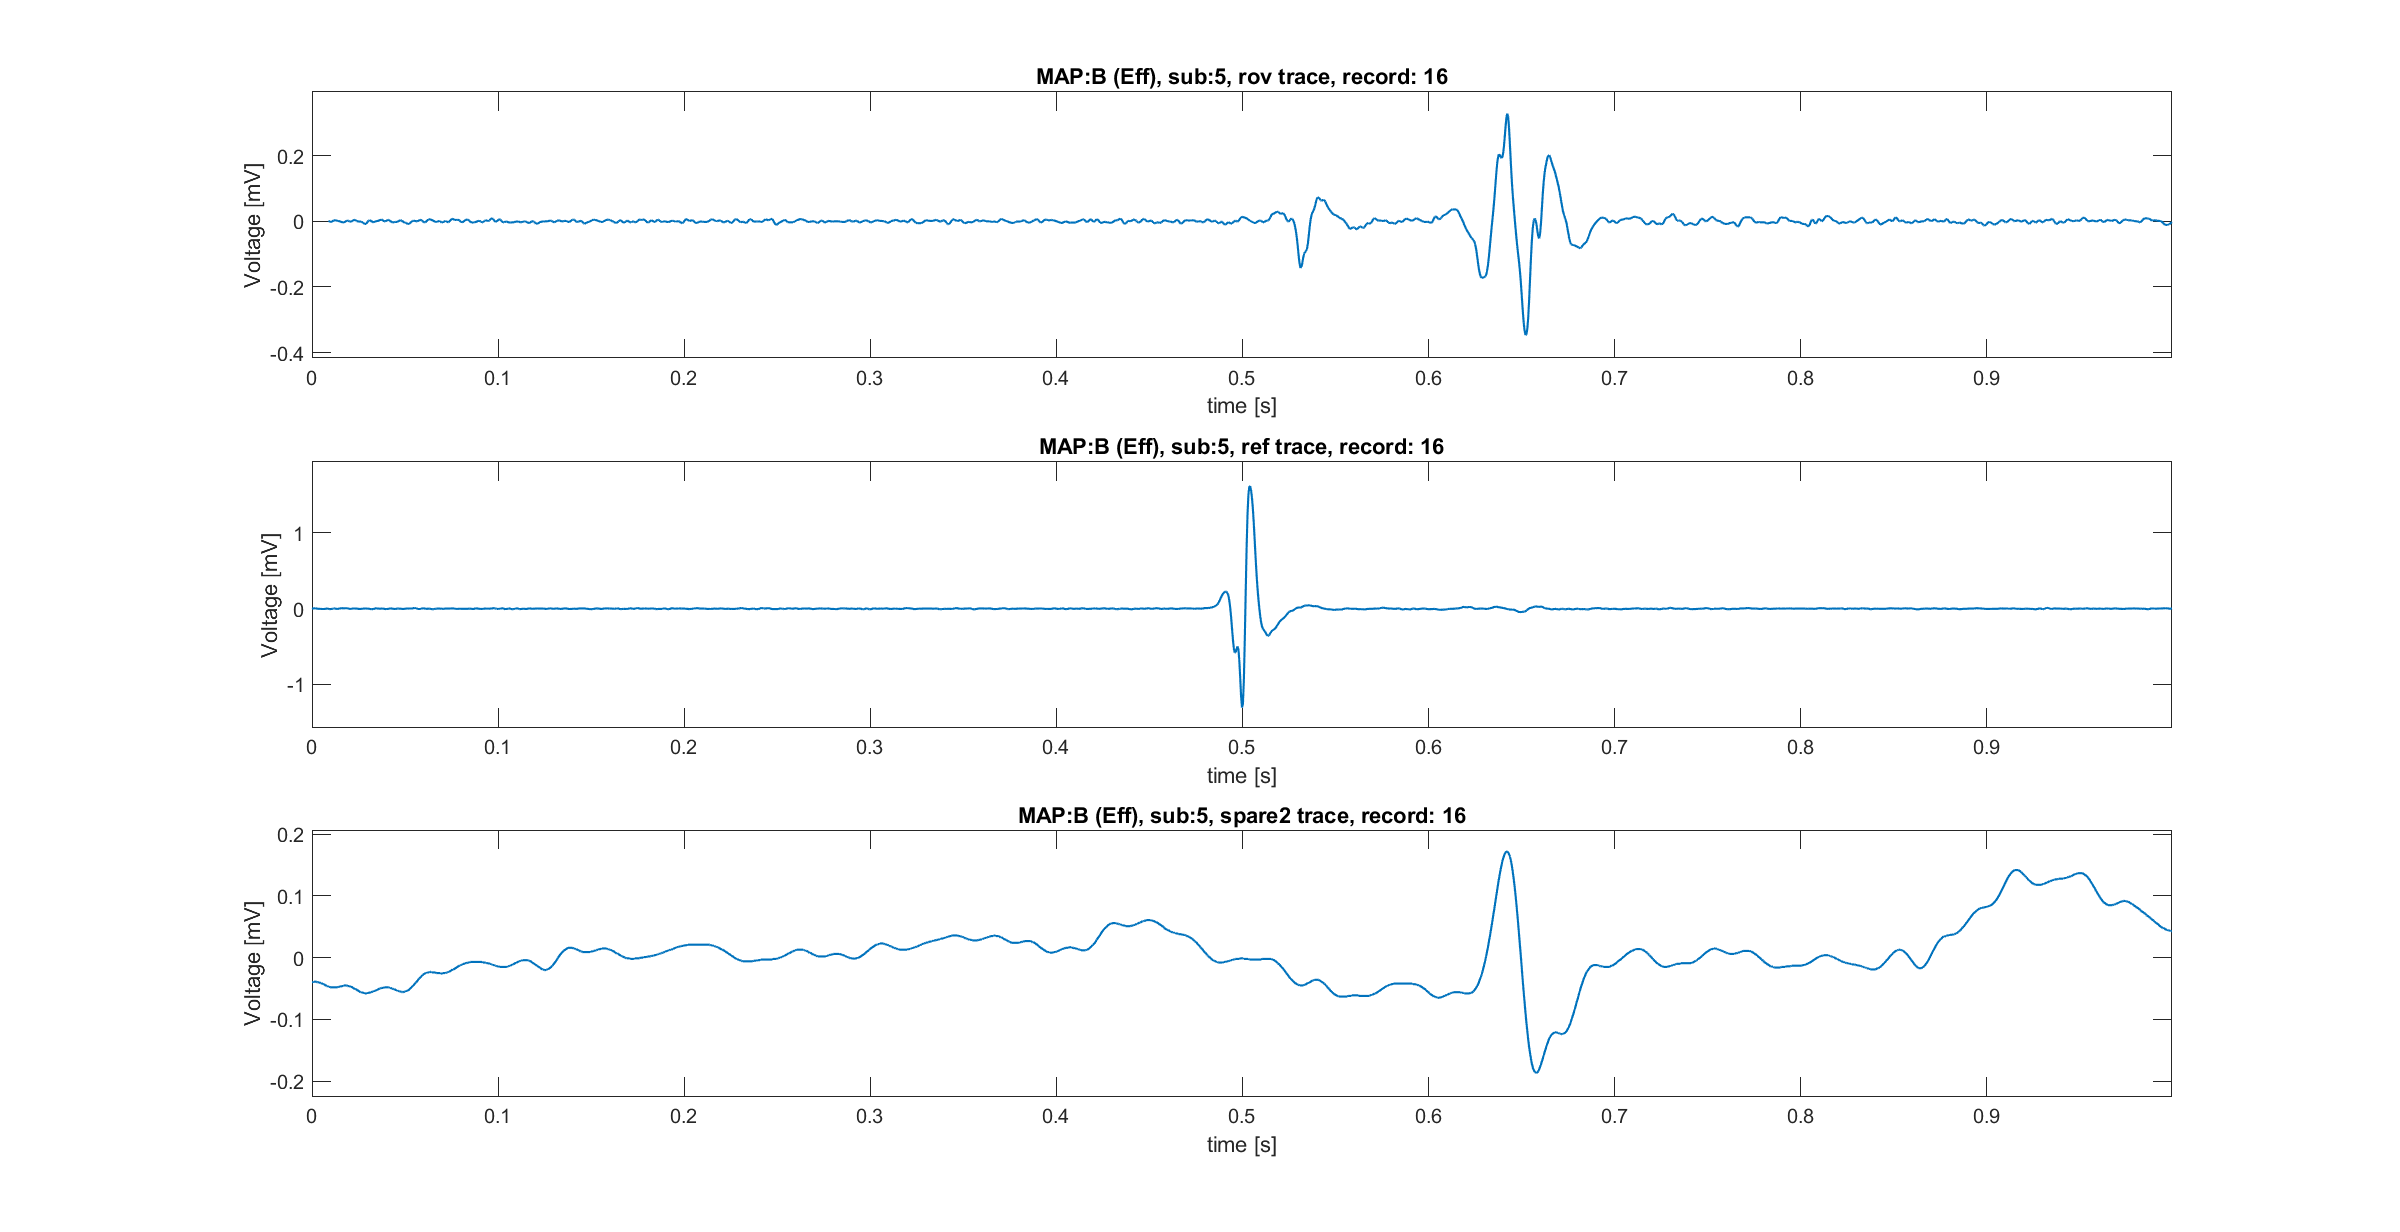 MAP:B (Eff), sub:5, rov trace, record: 16
Voltage [mV]
0.2
0
-0.2
-0.4
0 0.1 0.2 0.3 0.4 0.5 0.6 0.7 0.8 0.9
time [s]
MAP:B (Eff), sub:5, ref trace, record: 16
Voltage [mV]
1
0
-1
0 0.1 0.2 0.3 0.4 0.5 0.6 0.7 0.8 0.9
time [s]
MAP:B (Eff), sub:5, spare2 trace, record: 16
Voltage [mV]
0.2
0.1
0
-0.1
-0.2
0 0.1 0.2 0.3 0.4 0.5 0.6 0.7 0.8 0.9
time [s]